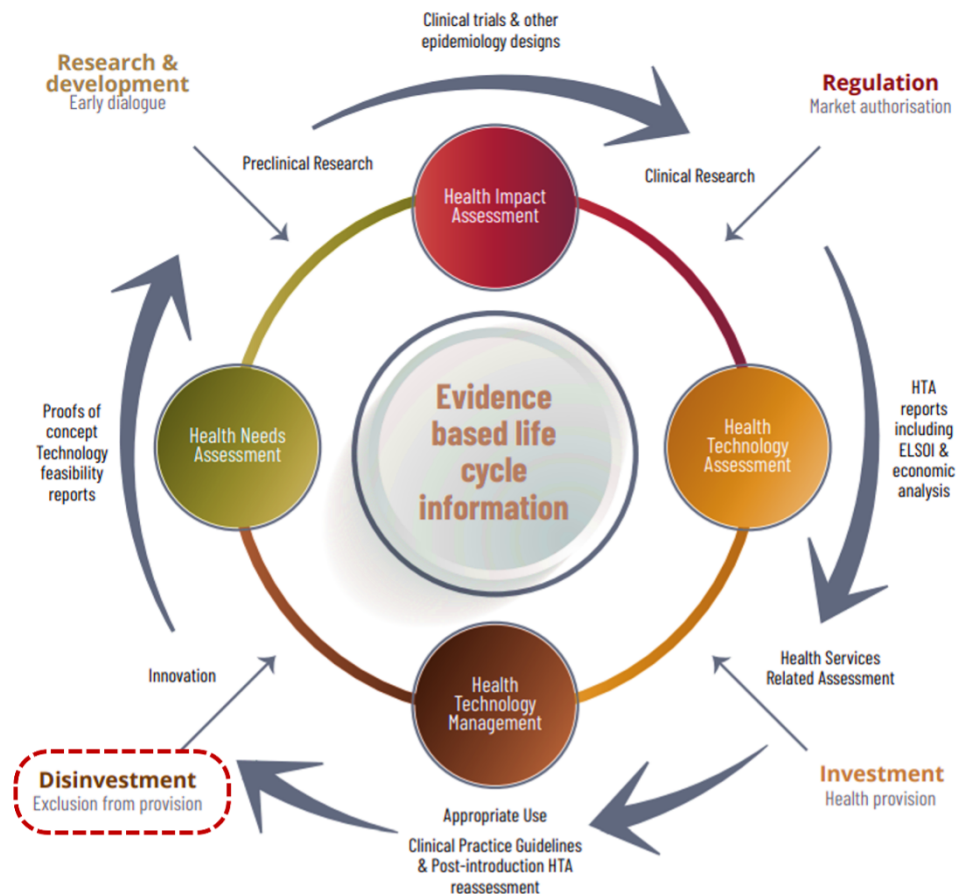 Clinical trials & other
epidemiology designs
Research &
development
Early dialogue
Regulation
Market authorisation
Preclinical Research
Clinical Research
Health Impact
Assessment
Evidence
based life
cycle
information
Proofs of
concept
Technology
feasibility
reports
Health Needs
Assessment
Health
Technology
Assessment
HTA
reports
including
ELSOI &
economic
analysis
Health
Technology
Management
Innovation
Health Services
Related Assessment
Disinvestment
Exclusion from provision
Investment
Health provision
Appropriate Use
Clinical Practice Guidelines
& Post-introduction HTA
reassessment